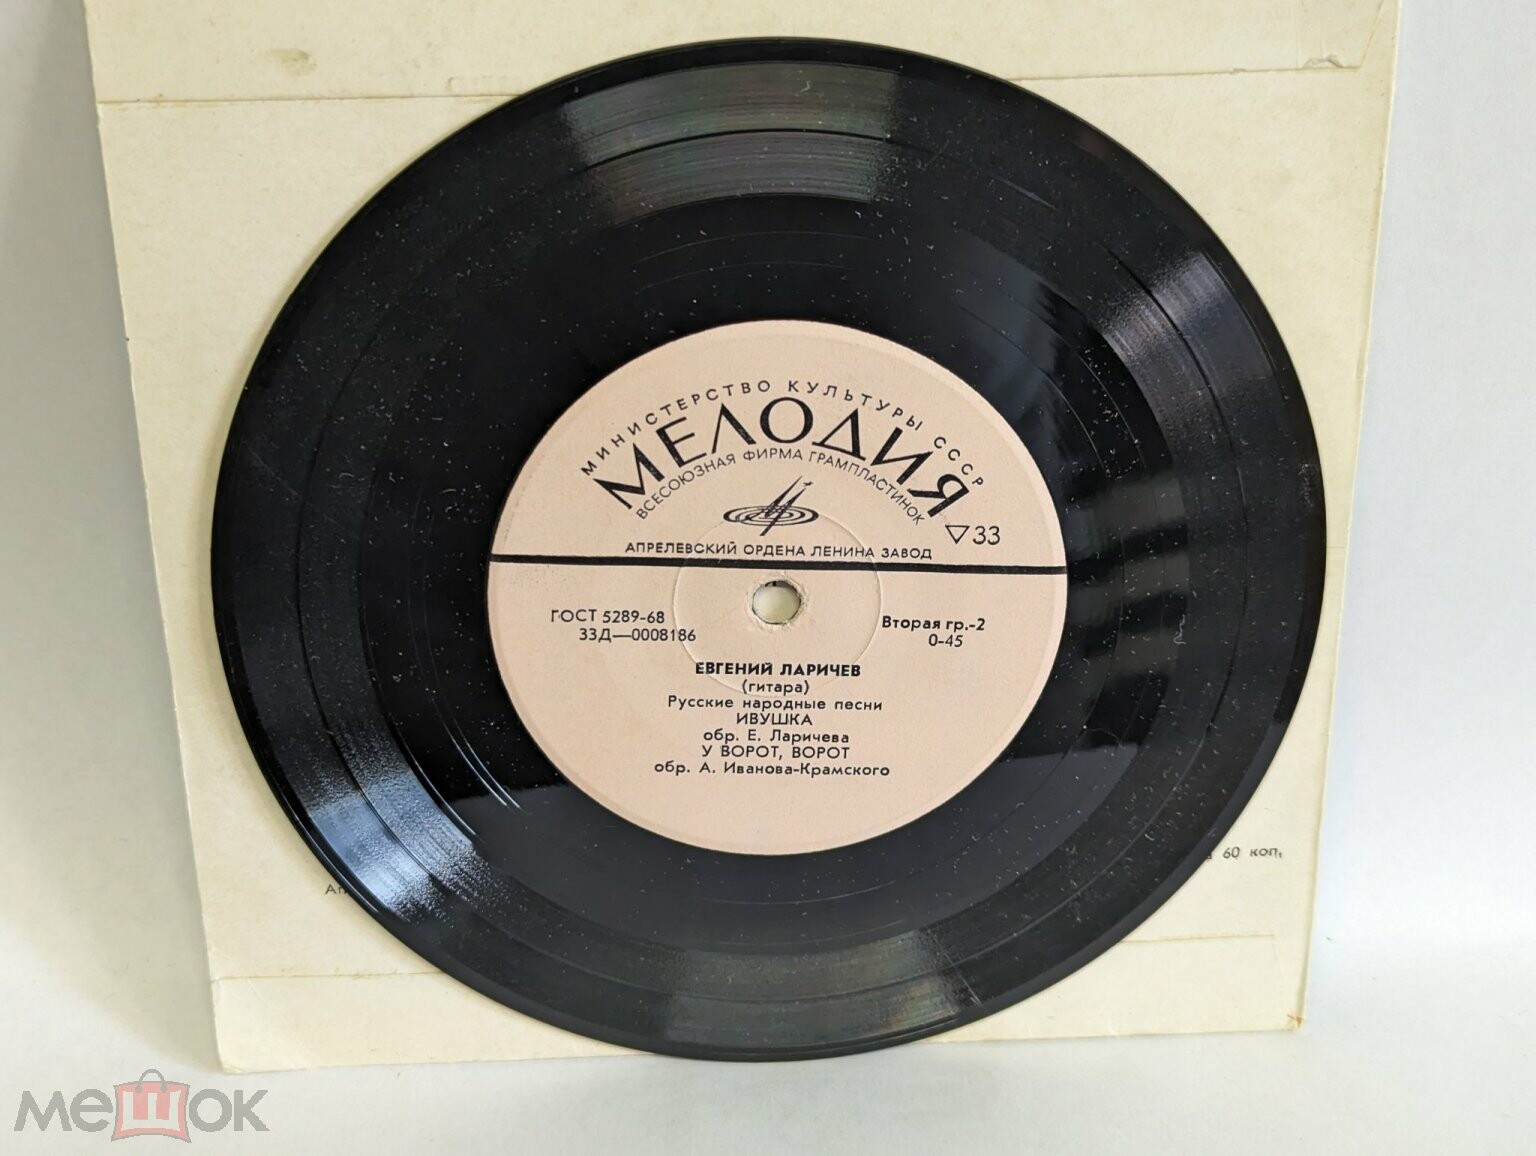 МИНИСТЕРСТВО КУЛЬТУРЫ СССР
МЕЛОДИЯ
ВСЕСОЮЗНАЯ ФИРМА ГРАМПЛАСТИНОК
33
АПРЕЛЕВСКИЙ ОРДЕНА ЛЕНИНА ЗАВОД
ГОСТ 5289-68
33Д—0008186
Вторая гр.-2
0-45
ЕВГЕНИЙ ЛАРИЧЕВ
(гитара)
Русские народные песни
ИВУШКА
обр. Е. Ларичева
У ВОРОТ, ВОРОТ
обр. А. Иванова-Крамского
60 коп.
мешок